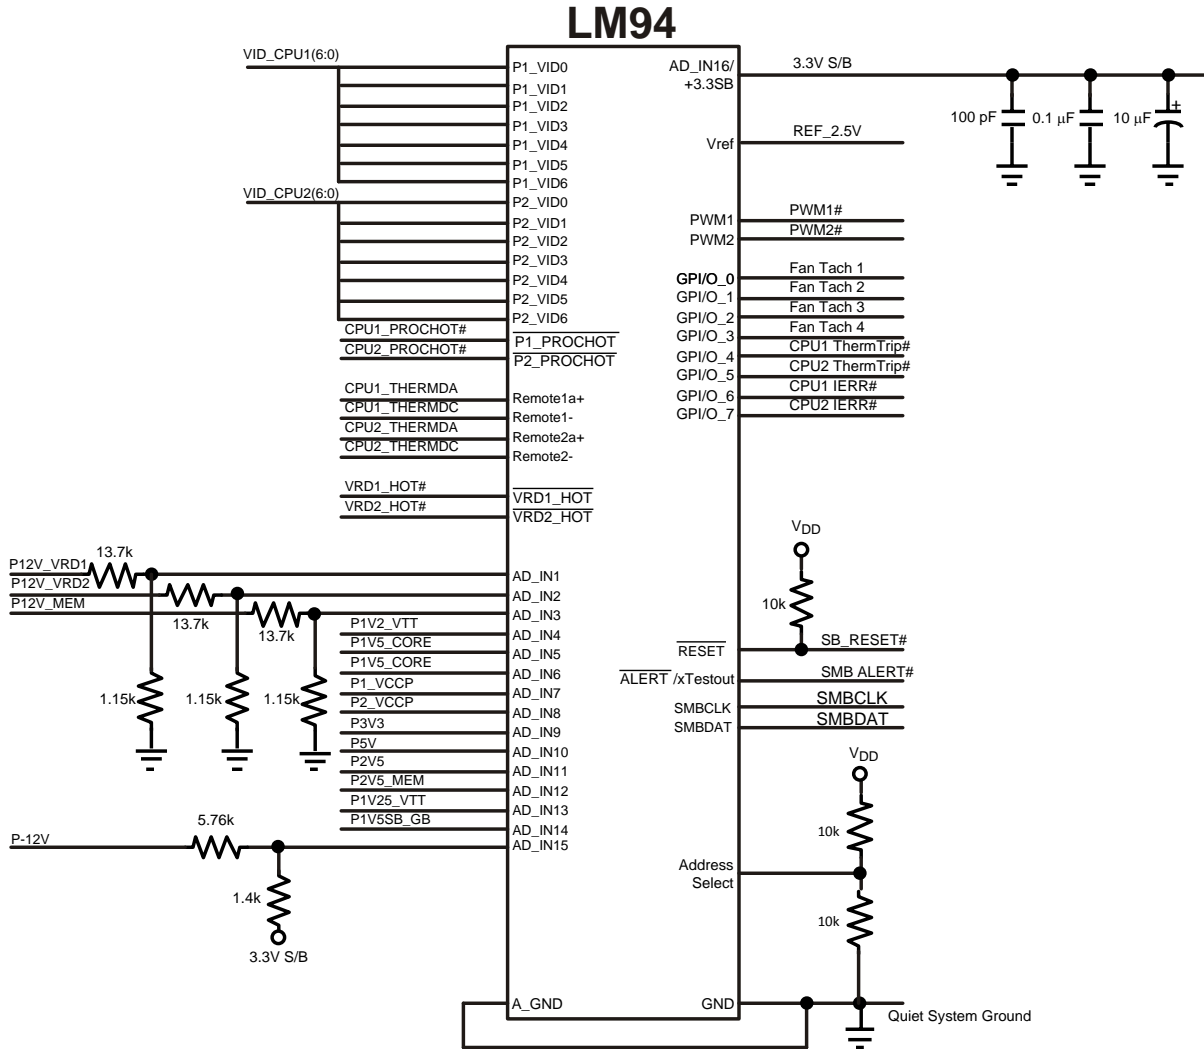 LM94
VID_CPU1(6:0)
P1_VID0
P1_VID1
P1_VID2
P1_VID3
P1_VID4
P1_VID5
P1_VID6
VID_CPU2(6:0)
P2_VID0
P2_VID1
P2_VID2
P2_VID3
P2_VID4
P2_VID5
P2_VID6
CPU1_PROCHOT#
P1_PROCHOT
CPU2_PROCHOT#
P2_PROCHOT
CPU1_THERMDA
Remote1a+
CPU1_THERMDC
Remote1-
CPU2_THERMDA
Remote2a+
CPU2_THERMDC
Remote2-
VRD1_HOT#
VRD1_HOT
VRD2_HOT#
VRD2_HOT
P12V_VRD1
13.7k
AD_IN1
P12V_VRD2
13.7k
AD_IN2
P12V_MEM
13.7k
AD_IN3
1.15k
1.15k
1.15k
P1V2_VTT
AD_IN4
P1V5_CORE
AD_IN5
P1V5_CORE
AD_IN6
P1_VCCP
AD_IN7
P2_VCCP
AD_IN8
P3V3
AD_IN9
P5V
AD_IN10
P2V5
AD_IN11
P2V5_MEM
AD_IN12
P1V25_VTT
AD_IN13
P1V5SB_GB
AD_IN14
P-12V
5.76k
AD_IN15
1.4k
3.3V S/B
A_GND
AD_IN16/
+3.3SB
3.3V S/B
100 pF
0.1 µF
10 µF
+
Vref
REF_2.5V
PWM1
PWM1#
PWM2
PWM2#
GPI/O_0
Fan Tach 1
GPI/O_1
Fan Tach 2
GPI/O_2
Fan Tach 3
GPI/O_3
Fan Tach 4
GPI/O_4
CPU1 ThermTrip#
GPI/O_5
CPU2 ThermTrip#
GPI/O_6
CPU1 IERR#
GPI/O_7
CPU2 IERR#
VDD
10k
RESET
SB_RESET#
ALERT /xTestout
SMB ALERT#
SMBCLK
SMBCLK
SMBDAT
SMBDAT
VDD
10k
Address
Select
10k
GND
Quiet System Ground